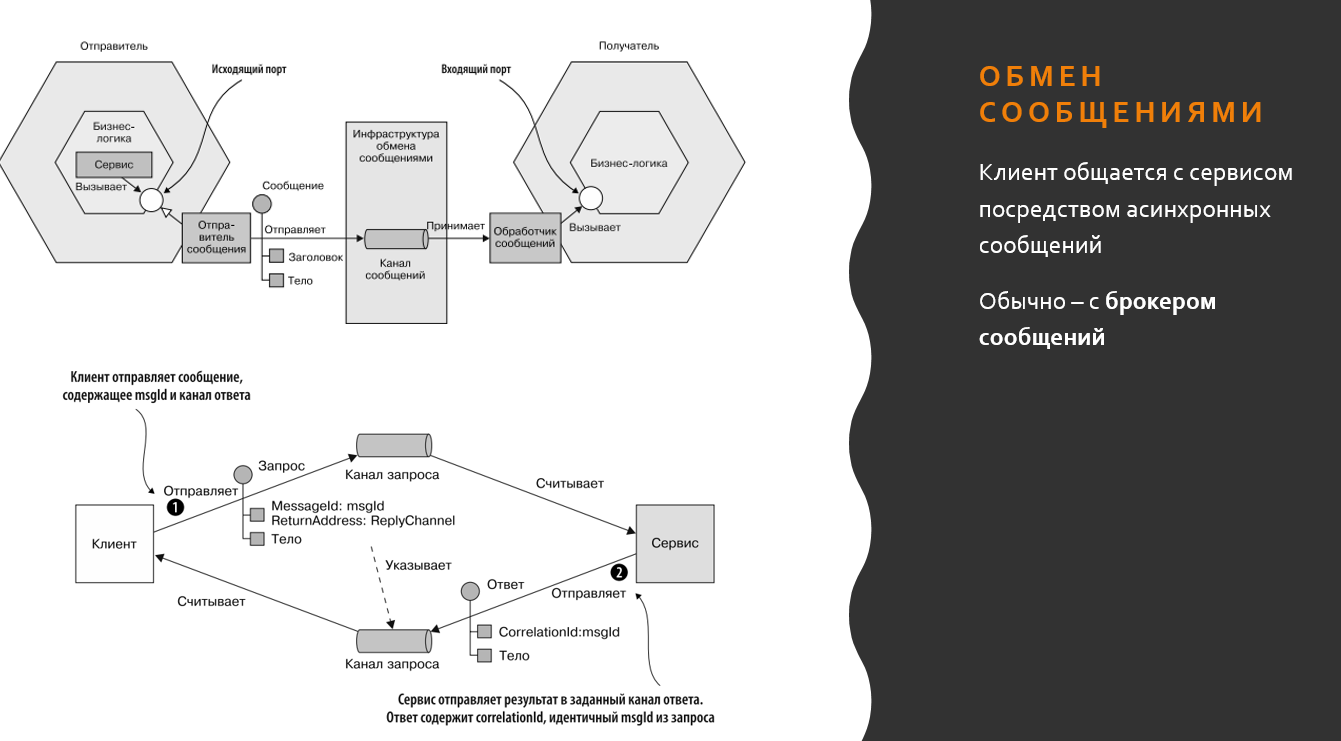 Отправитель
Получатель
Исходящий порт
Входящий порт
Бизнес-
логика
Сервис
Вызывает
Отпра-
витель
сообщения
Сообщение
Отправляет
Заголовок
Тело
Инфраструктура
обмена
сообщениями
Канал
сообщений
Принимает
Обработчик
сообщений
Вызывает
Бизнес-логика
Клиент отправляет сообщение,
содержащее msgId и канал ответа
Отправляет
1
Запрос
MessageId: msgId
ReturnAddress: ReplyChannel
Тело
Канал запроса
Считывает
Клиент
Сервис
Считывает
Указывает
Канал запроса
Ответ
2
Отправляет
CorrelationId:msgId
Тело
Сервис отправляет результат в заданный канал ответа.
Ответ содержит correlationId, идентичный msgId из запроса
ОБМЕН
СООБЩЕНИЯМИ
Клиент общается с сервисом
посредством асинхронных
сообщений
Обычно – с брокером
сообщений